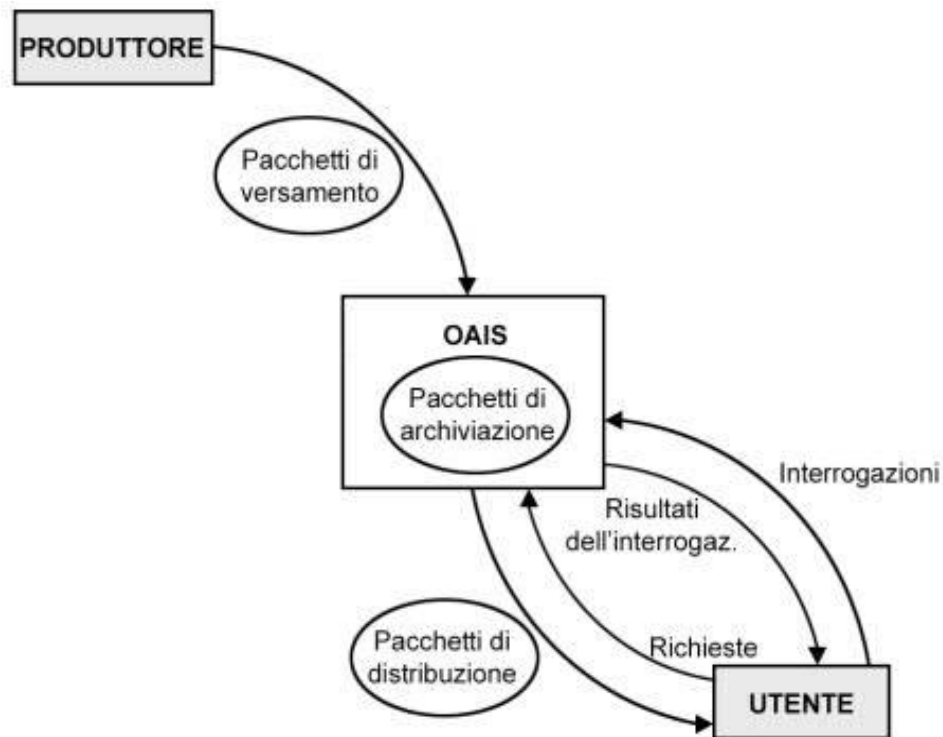 PRODUTTORE
Pacchetti di
versamento
OAIS
Pacchetti di
archiviazione
Interrogazioni
Risultati
dell'interrogaz.
Pacchetti di
distribuzione
Richieste
UTENTE